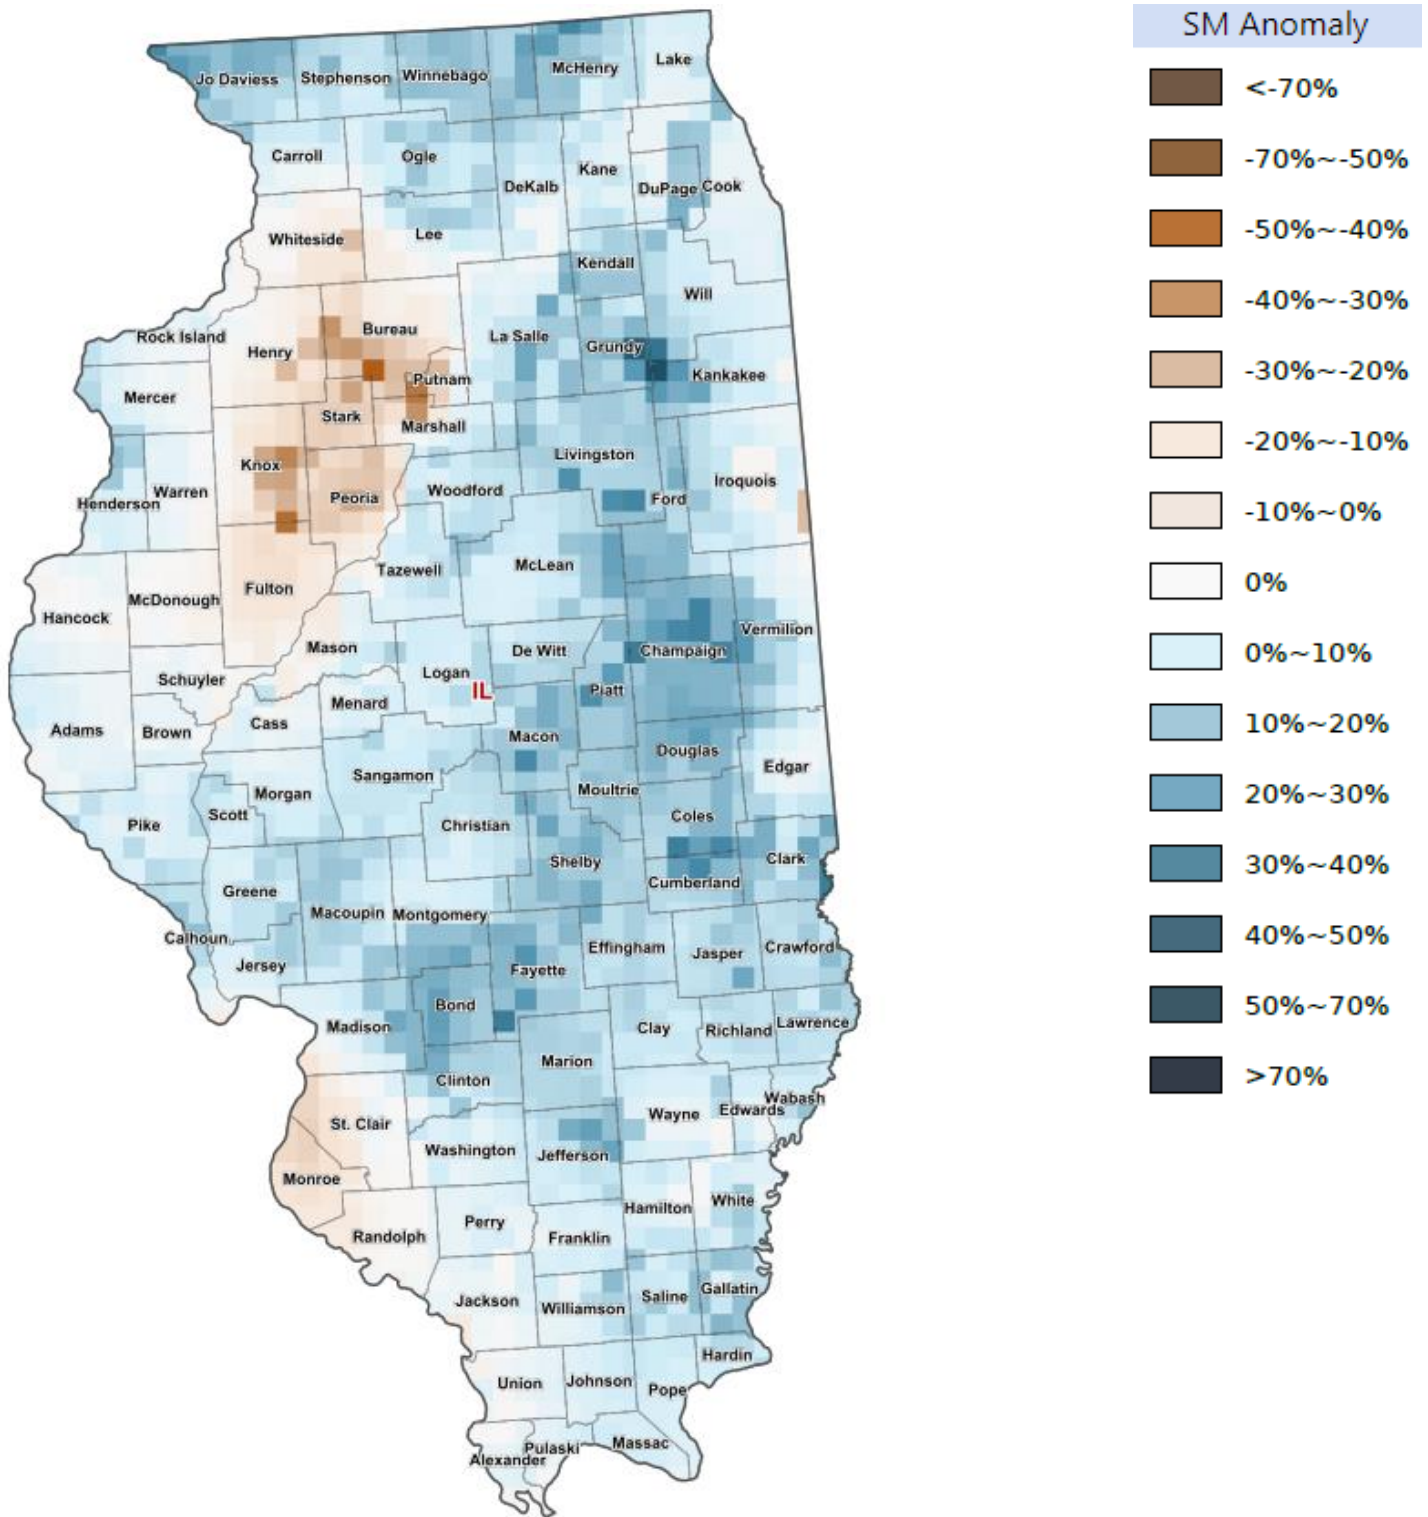 Jo Daviess
Stephenson
Winnebago
McHenry
Lake
Carroll
Ogle
DeKalb
Kane
DuPage
Cook
Whiteside
Lee
Kendall
Will
Rock Island
Henry
Bureau
La Salle
Grundy
Kankakee
Mercer
Putnam
Stark
Marshall
Knox
Livingston
Henderson
Warren
Peoria
Woodford
Ford
Iroquois
Hancock
McDonough
Fulton
Tazewell
McLean
Mason
Schuyler
Logan
De Witt
Champaign
Vermilion
IL
Menard
Piatt
Adams
Brown
Cass
Macon
Douglas
Sangamon
Edgar
Scott
Morgan
Moultrie
Pike
Christian
Coles
Shelby
Clark
Greene
Cumberland
Macoupin
Montgomery
Calhoun
Jersey
Effingham
Jasper
Crawford
Fayette
Bond
Madison
Clay
Richland
Lawrence
Clinton
Marion
Wabash
St. Clair
Wayne
Edwards
Washington
Jefferson
Monroe
Hamilton
White
Randolph
Perry
Franklin
Jackson
Williamson
Saline
Gallatin
Hardin
Union
Johnson
Pope
Alexander
Pulaski
Massac
SM Anomaly
<-70%
-70%~-50%
-50%~-40%
-40%~-30%
-30%~-20%
-20%~-10%
-10%~0%
0%
0%~10%
10%~20%
20%~30%
30%~40%
40%~50%
50%~70%
>70%